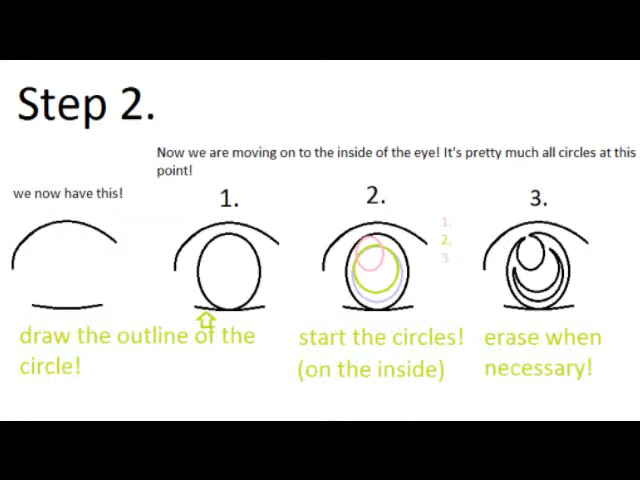 Step 2.
Now we are moving on to the inside of the eye! It's pretty much all circles at this
point!
we now have this!
1.
2.
3.
1.
2.
3
draw the outline of the
circle!
start the circles!
(on the inside)
erase when
necessary!